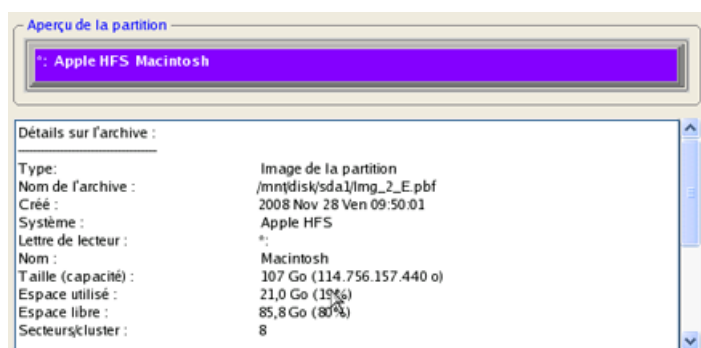 Aperçu de la partition
*: Apple HFS Macintosh
Détails sur l'archive :
Type: Image de la partition
Nom de l'archive : /mnt/disk/sda1/Img_2_E.pbf
Créé : 2008 Nov 28 Ven 09:50:01
Système : Apple HFS
Lettre de lecteur : *:
Nom : Macintosh
Taille (capacité) : 107 Go (114.756.157.440 o)
Espace utilisé : 21,0 Go (19%)
Espace libre : 85,8 Go (80%)
Secteurs/cluster : 8